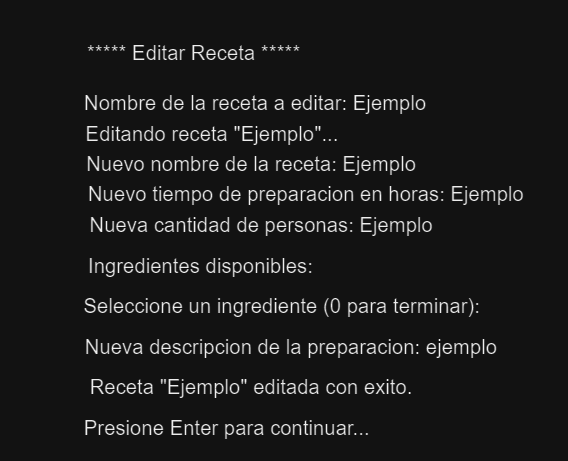 ***** Editar Receta *****
Nombre de la receta a editar: Ejemplo
Editando receta "Ejemplo"...
Nuevo nombre de la receta: Ejemplo
Nuevo tiempo de preparacion en horas: Ejemplo
Nueva cantidad de personas: Ejemplo
Ingredientes disponibles:
Seleccione un ingrediente (0 para terminar):
Nueva descripcion de la preparacion: ejemplo
Receta "Ejemplo" editada con exito.
Presione Enter para continuar...